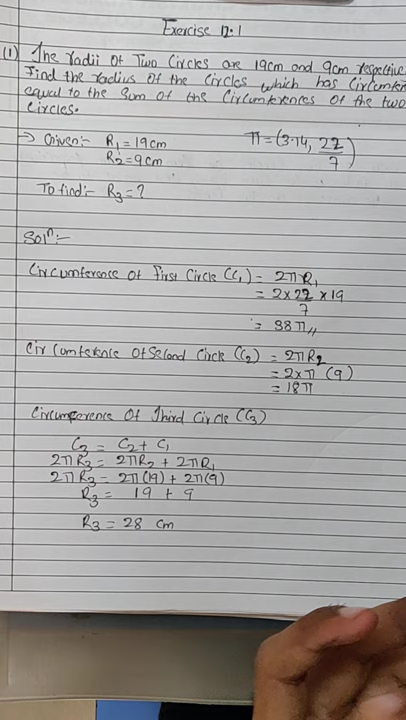 Exercise 12.1
(1) The radii of Two Circles are 19cm and 9cm respective
Find the radius of the Circles which has Circumfer
equal to the Sum of the Circumferences of the two
Circles.
→ Given:- R₁ = 19cm π = (3.14, 22/7)
R₂ = 9cm
To find:- R₃ = ?
Solⁿ:-
Circumference of First Circle (C₁) = 2πR₁
= 2 x 22/7 x 19
= 38π,,
Circumference Of Second Circle (C₂) = 2πR₂
= 2xπ (9)
= 18π
Circumference Of Third Circle (C₃)
C₃ = C₂ + C₁
2πR₃ = 2πR₂ + 2πR₁
2πR₃ = 2π(19) + 2π(9)
R₃ = 19 + 9
R₃ = 28 cm